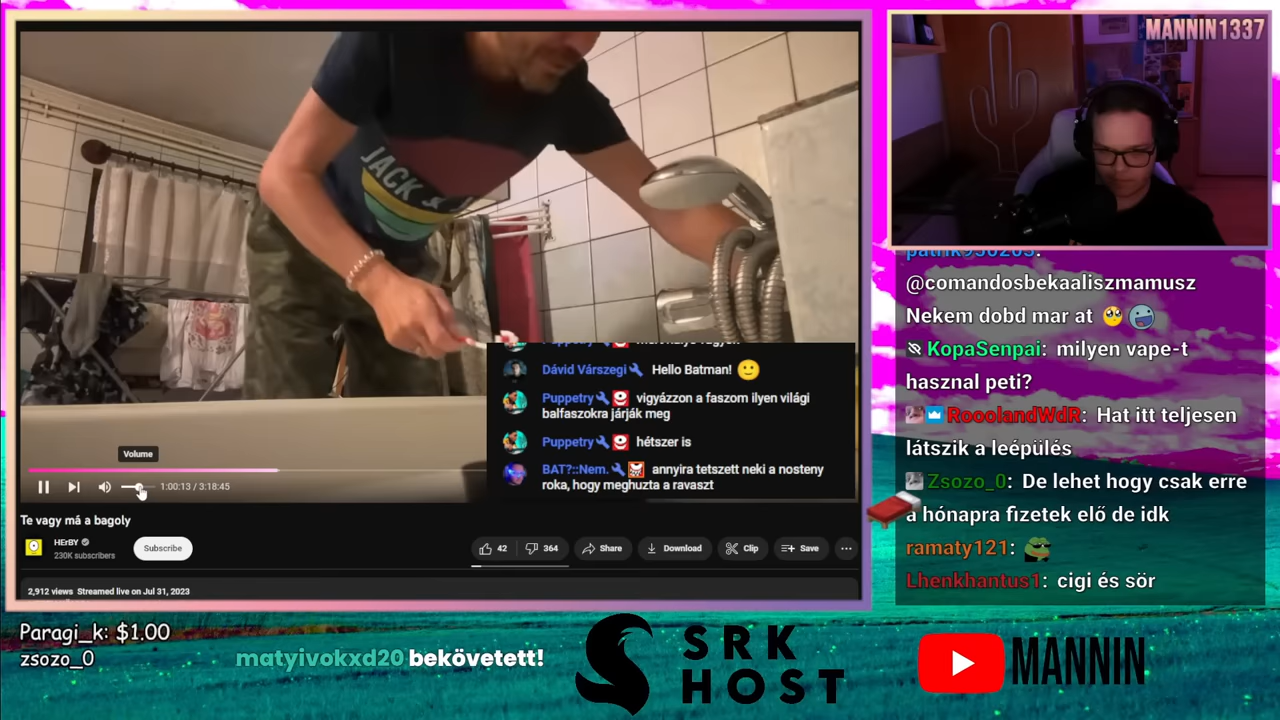 MANNIN1337
JACK &
Dávid Várszegi Hello Batman!
Puppetry vigyázzon a faszom ilyen világi
balfaszokra járják meg
Puppetry hétszer is
BAT?::Nem. annyira tetszett neki a nosteny
roka, hogy meghuzta a ravaszt
Volume
1:00:13 / 3:18:45
Te vagy má a bagoly
HErBY
230K subscribers
Subscribe
42
364
Share
Download
Clip
Save
2,912 views Streamed live on Jul 31, 2023
@comandosbekaaliszmamusz
Nekem dobd mar at
KopaSenpai: milyen vape-t
hasznal peti?
RooolandWdR: Hat itt teljesen
látszik a leépülés
Zsozo_0: De lehet hogy csak erre
a hónapra fizetek elő de idk
ramaty121:
Lhenkhantus1: cigi és sör
Paragi_k: $1.00
zsozo_0
matyivokxd20 bekövetett!
SRK
HOST
MANNIN